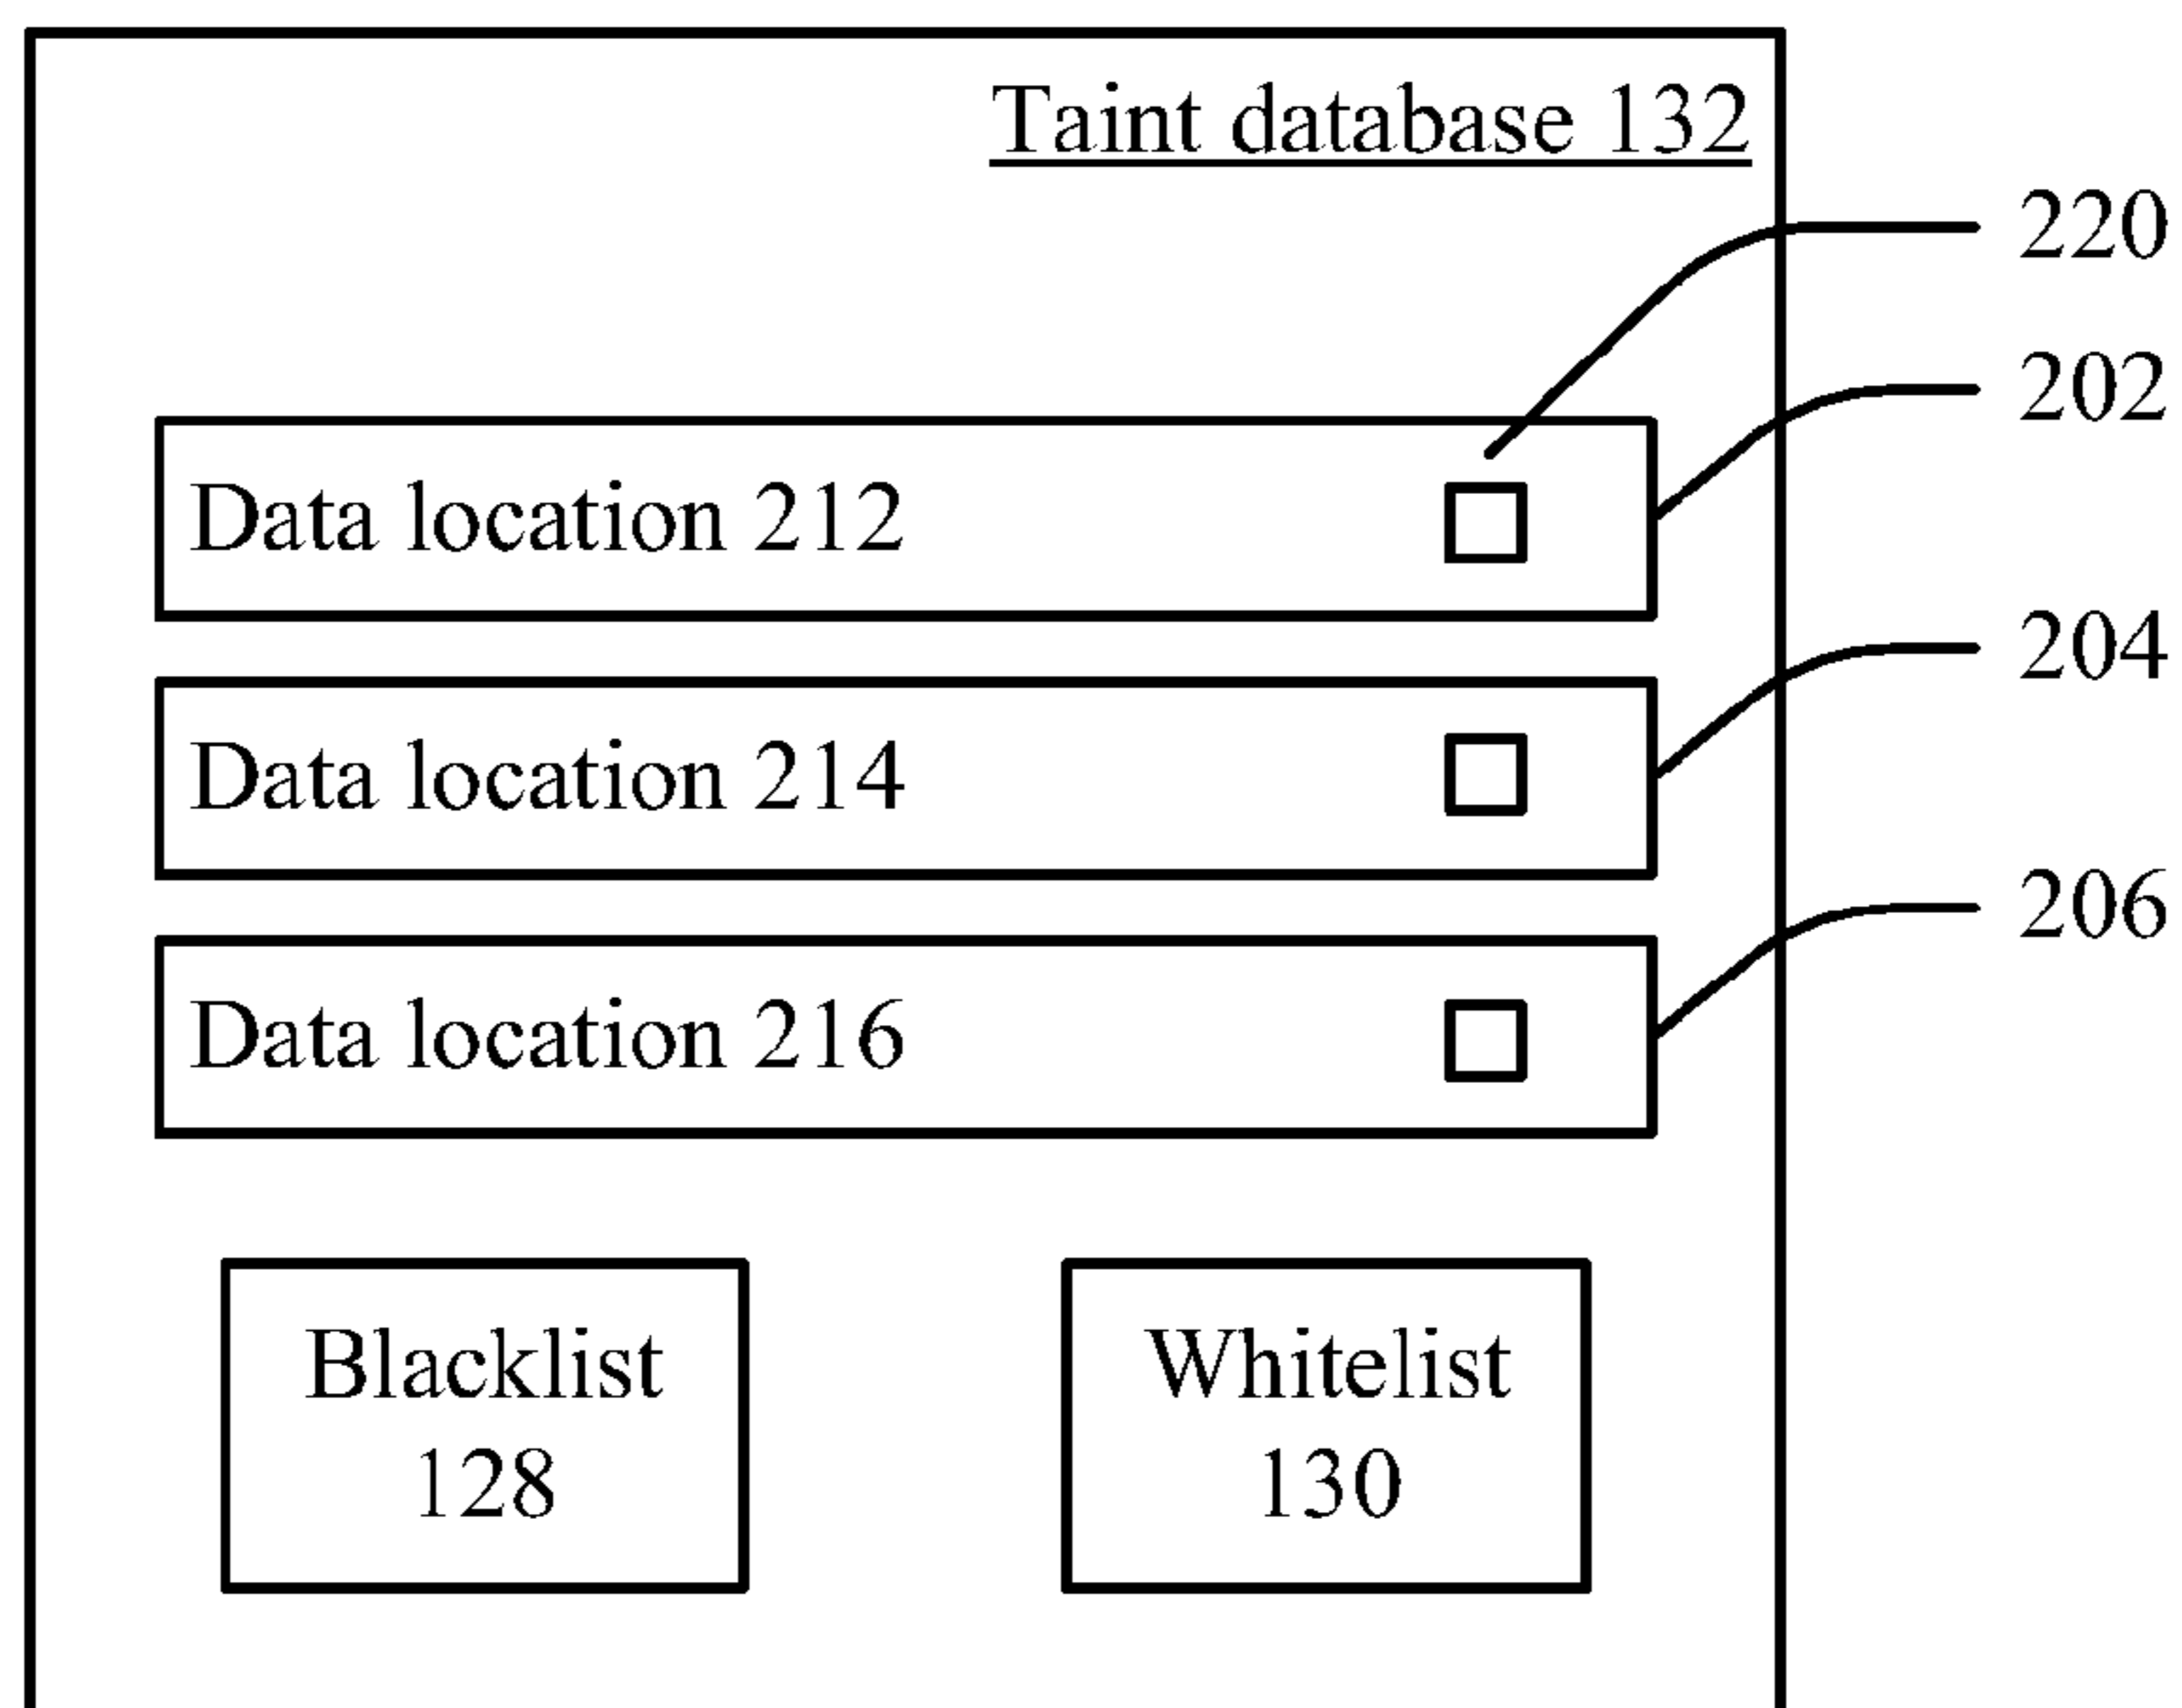 Taint database 132
220
202
Data location 212
204
Data location 214
206
Data location 216
Blacklist
128
Whitelist
130